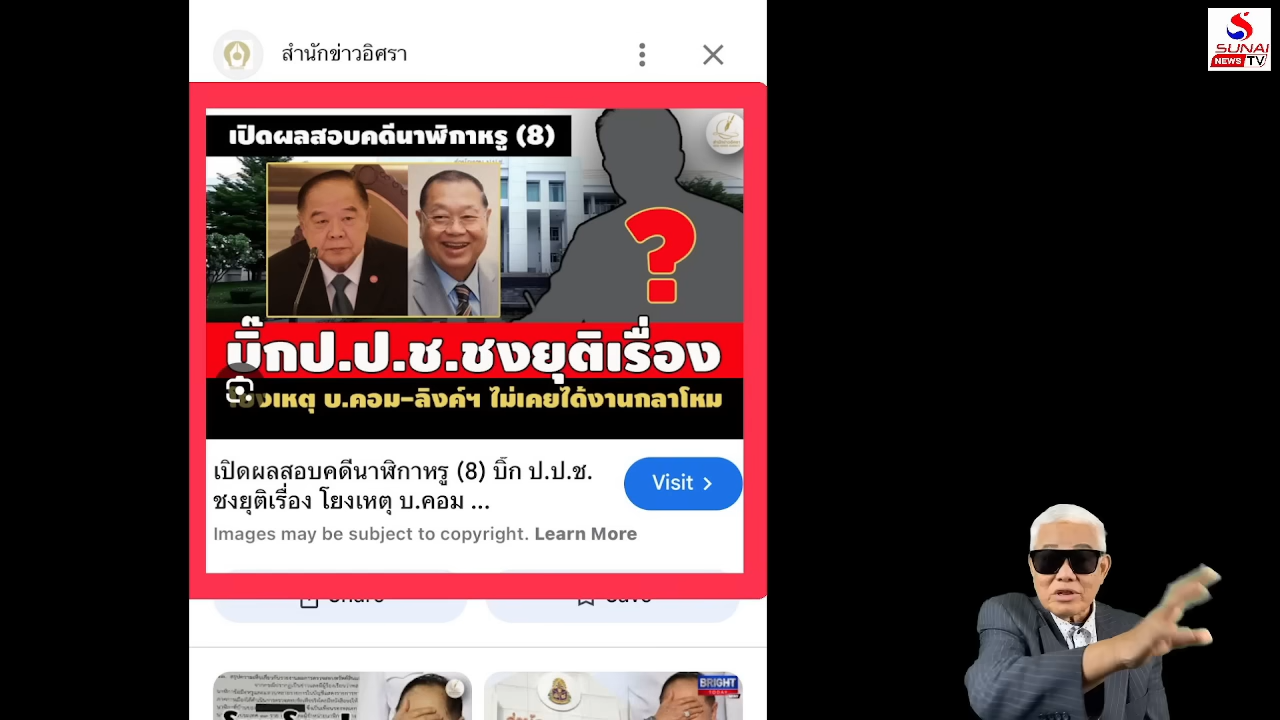 SUNAI
NEWS TV
สำนักข่าวอิศรา
เปิดผลสอบคดีนาฬิกาหรู (8)
?
บิ๊กป.ป.ช.ชงยุติเรื่อง
โยงเหตุ บ.คอม-ลิงค์ฯ ไม่เคยได้งานกลาโหม
เปิดผลสอบคดีนาฬิกาหรู (8) บิ๊ก ป.ป.ช.
ชงยุติเรื่อง โยงเหตุ บ.คอม ...
Visit
Images may be subject to copyright. Learn More
Share
Save
BRIGHT
TODAY